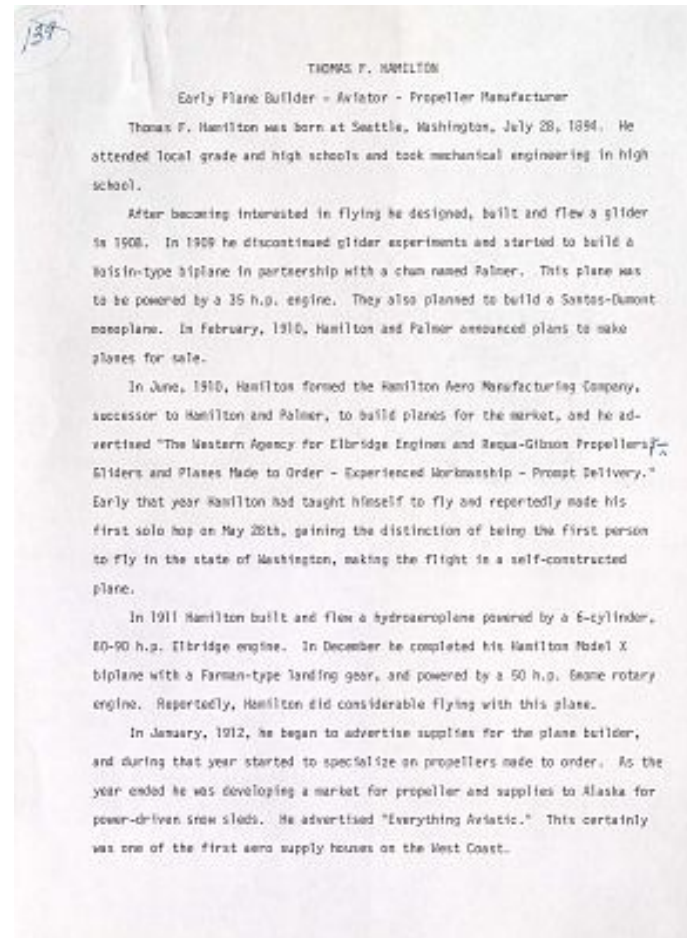 139
THOMAS F. HAMILTON
Early Plane Builder - Aviator - Propeller Manufacturer
Thomas F. Hamilton was born at Seattle, Washington, July 28, 1894. He
attended local grade and high schools and took mechanical engineering in high
school.
After becoming interested in flying he designed, built and flew a glider
in 1908. In 1909 he discontinued glider experiments and started to build a
Voisin-type biplane in partnership with a chum named Palmer. This plane was
to be powered by a 35 h.p. engine. They also planned to build a Santos-Dumont
monoplane. In February, 1910, Hamilton and Palmer announced plans to make
planes for sale.
In June, 1910, Hamilton formed the Hamilton Aero Manufacturing Company,
successor to Hamilton and Palmer, to build planes for the market, and he ad-
vertised "The Western Agency for Elbridge Engines and Requa-Gibson Propellers
Gliders and Planes Made to Order - Experienced Workmanship - Prompt Delivery."
Early that year Hamilton had taught himself to fly and reportedly made his
first solo hop on May 28th, gaining the distinction of being the first person
to fly in the state of Washington, making the flight in a self-constructed
plane.
In 1911 Hamilton built and flew a hydroaeroplane powered by a 6-cylinder,
80-90 h.p. Elbridge engine. In December he completed his Hamilton Model X
biplane with a Farman-type landing gear, and powered by a 50 h.p. Gnome rotary
engine. Reportedly, Hamilton did considerable flying with this plane.
In January, 1912, he began to advertise supplies for the plane builder,
and during that year started to specialize on propellers made to order. As the
year ended he was developing a market for propeller and supplies to Alaska for
power-driven snow sleds. He advertised "Everything Aviatic." This certainly
was one of the first aero supply houses on the West Coast.